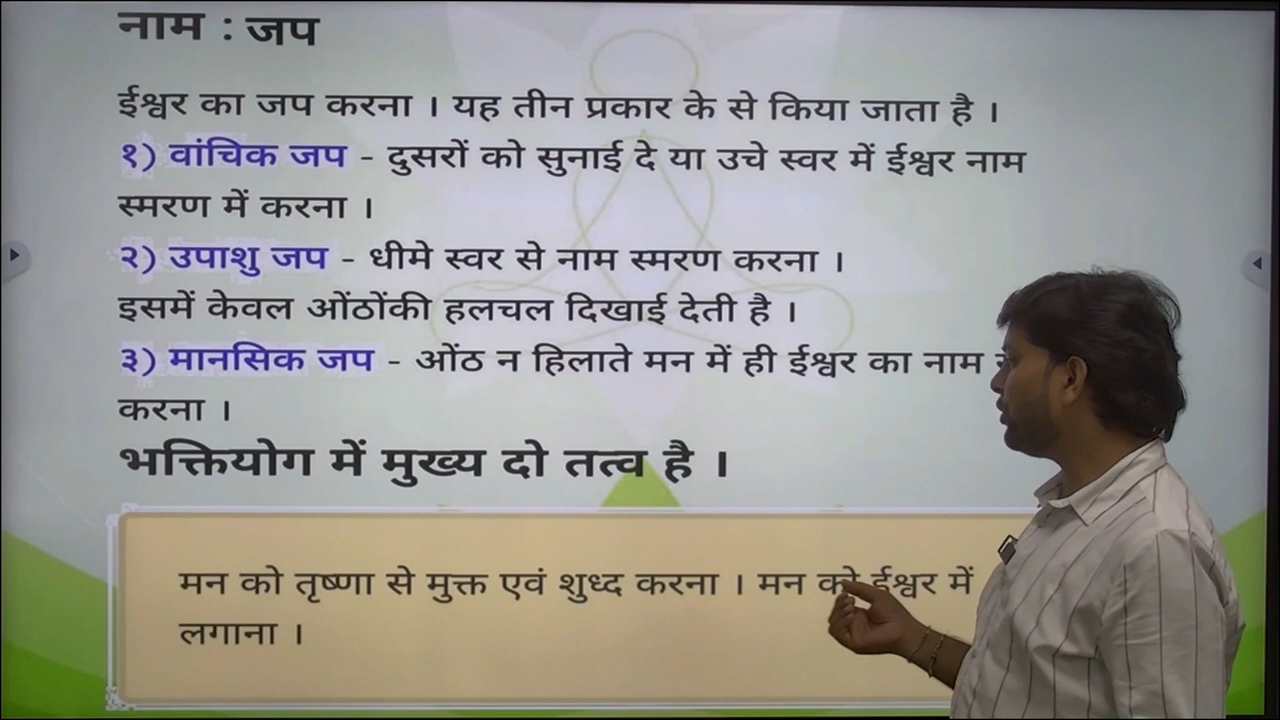 नाम : जप
ईश्वर का जप करना । यह तीन प्रकार के से किया जाता है ।
१) वांचिक जप - दुसरों को सुनाई दे या उचे स्वर में ईश्वर नाम
स्मरण में करना ।
२) उपाशु जप - धीमे स्वर से नाम स्मरण करना ।
इसमें केवल ओंठोंकी हलचल दिखाई देती है ।
३) मानसिक जप - ओंठ न हिलाते मन में ही ईश्वर का नाम
करना ।
भक्तियोग में मुख्य दो तत्व है ।
मन को तृष्णा से मुक्त एवं शुध्द करना । मन को ईश्वर में
लगाना ।